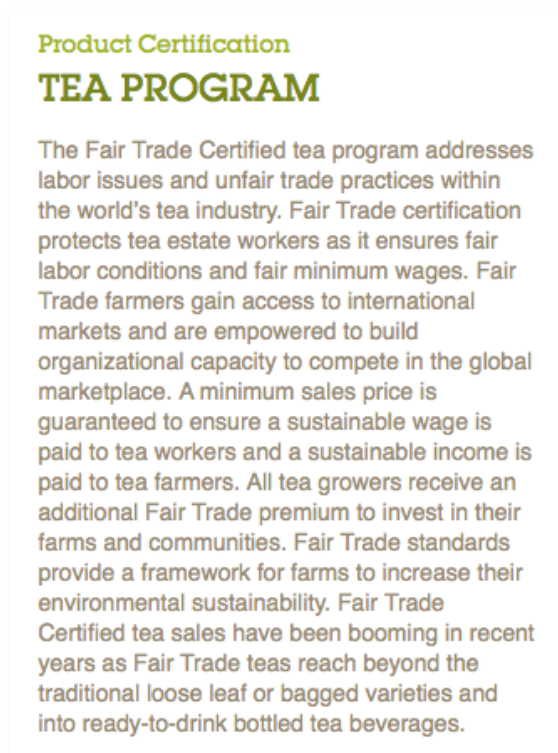 Product Certification
TEA PROGRAM
The Fair Trade Certified tea program addresses
labor issues and unfair trade practices within
the world's tea industry. Fair Trade certification
protects tea estate workers as it ensures fair
labor conditions and fair minimum wages. Fair
Trade farmers gain access to international
markets and are empowered to build
organizational capacity to compete in the global
marketplace. A minimum sales price is
guaranteed to ensure a sustainable wage is
paid to tea workers and a sustainable income is
paid to tea farmers. All tea growers receive an
additional Fair Trade premium to invest in their
farms and communities. Fair Trade standards
provide a framework for farms to increase their
environmental sustainability. Fair Trade
Certified tea sales have been booming in recent
years as Fair Trade teas reach beyond the
traditional loose leaf or bagged varieties and
into ready-to-drink bottled tea beverages.